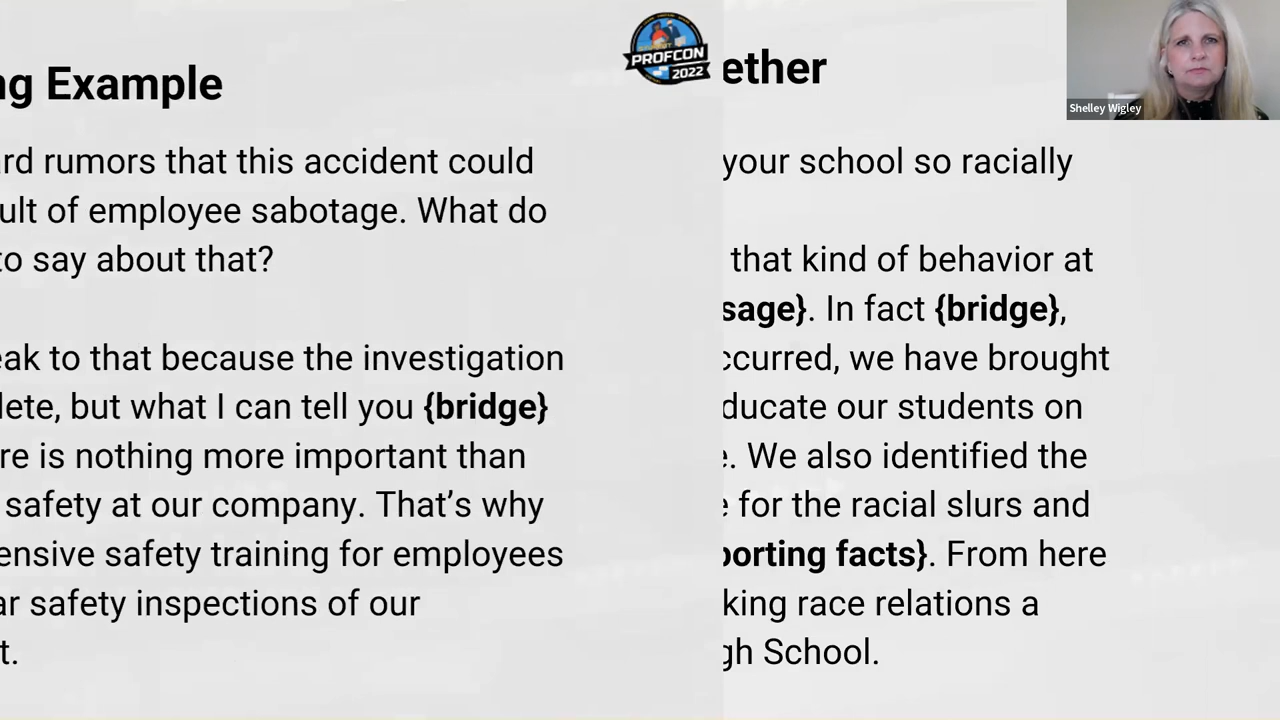 ng Example
ard rumors that this accident could
ult of employee sabotage. What do
to say about that?
eak to that because the investigation
lete, but what I can tell you {bridge}
re is nothing more important than
safety at our company. That’s why
ensive safety training for employees
ar safety inspections of our
t.
PROFCON
2022
ether
your school so racially
that kind of behavior at
sage}. In fact {bridge},
ccurred, we have brought
ducate our students on
e. We also identified the
e for the racial slurs and
porting facts}. From here
king race relations a
gh School.
Shelley Wigley